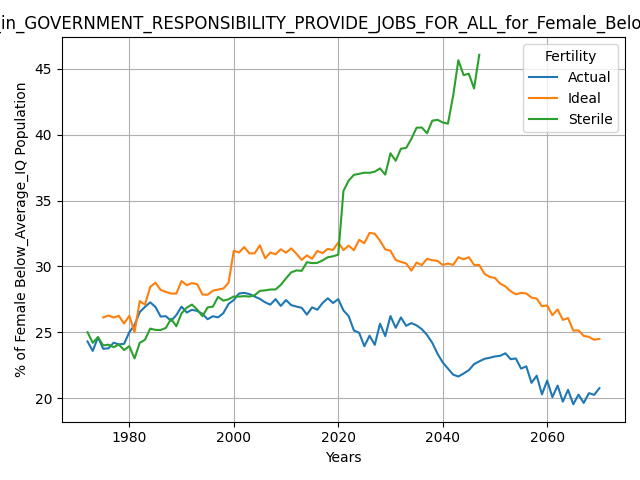 _in_GOVERNMENT_RESPONSIBILITY_PROVIDE_JOBS_FOR_ALL_for_Female_Belo
% of Female Below_Average_IQ Population
45
40
35
30
25
20
Fertility
Actual
Ideal
Sterile
1980
2000
2020
2040
2060
Years